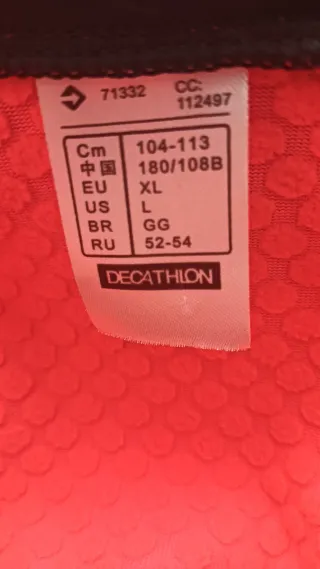 71332 CC:
112497
Cm 104-113
中国 180/108B
EU XL
US L
BR GG
RU 52-54
DECATHLON